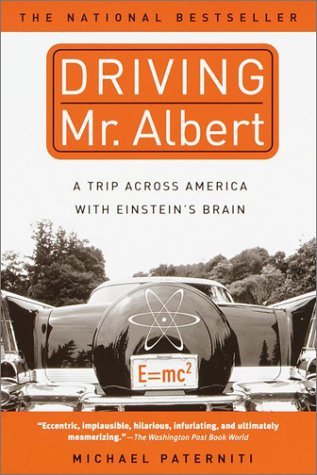 THE NATIONAL BESTSELLER
DRIVING
Mr. Albert
A TRIP ACROSS AMERICA
WITH EINSTEIN'S BRAIN
E=mc²
"Eccentric, implausible, hilarious, infuriating, and ultimately
mesmerizing."—The Washington Post Book World
MICHAEL PATERNITI